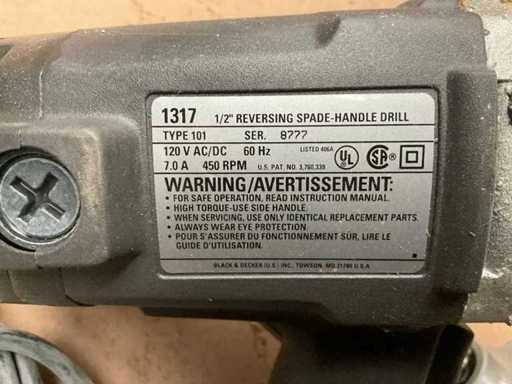 1317 1/2" REVERSING SPADE-HANDLE DRILL
TYPE 101 SER. 8777
120 V AC/DC 60 Hz LISTED 406A UL SA
7.0 A 450 RPM U.S. PAT. NO. 3,760,339
WARNING/AVERTISSEMENT:
• FOR SAFE OPERATION, READ INSTRUCTION MANUAL.
• HIGH TORQUE-USE SIDE HANDLE.
• WHEN SERVICING, USE ONLY IDENTICAL REPLACEMENT PARTS.
• ALWAYS WEAR EYE PROTECTION.
• POUR S'ASSURER DU FONCTIONNEMENT SÛR, LIRE LE
GUIDE D'UTILISATION.
BLACK & DECKER (U.S.) INC., TOWSON, MD 21286 U.S.A